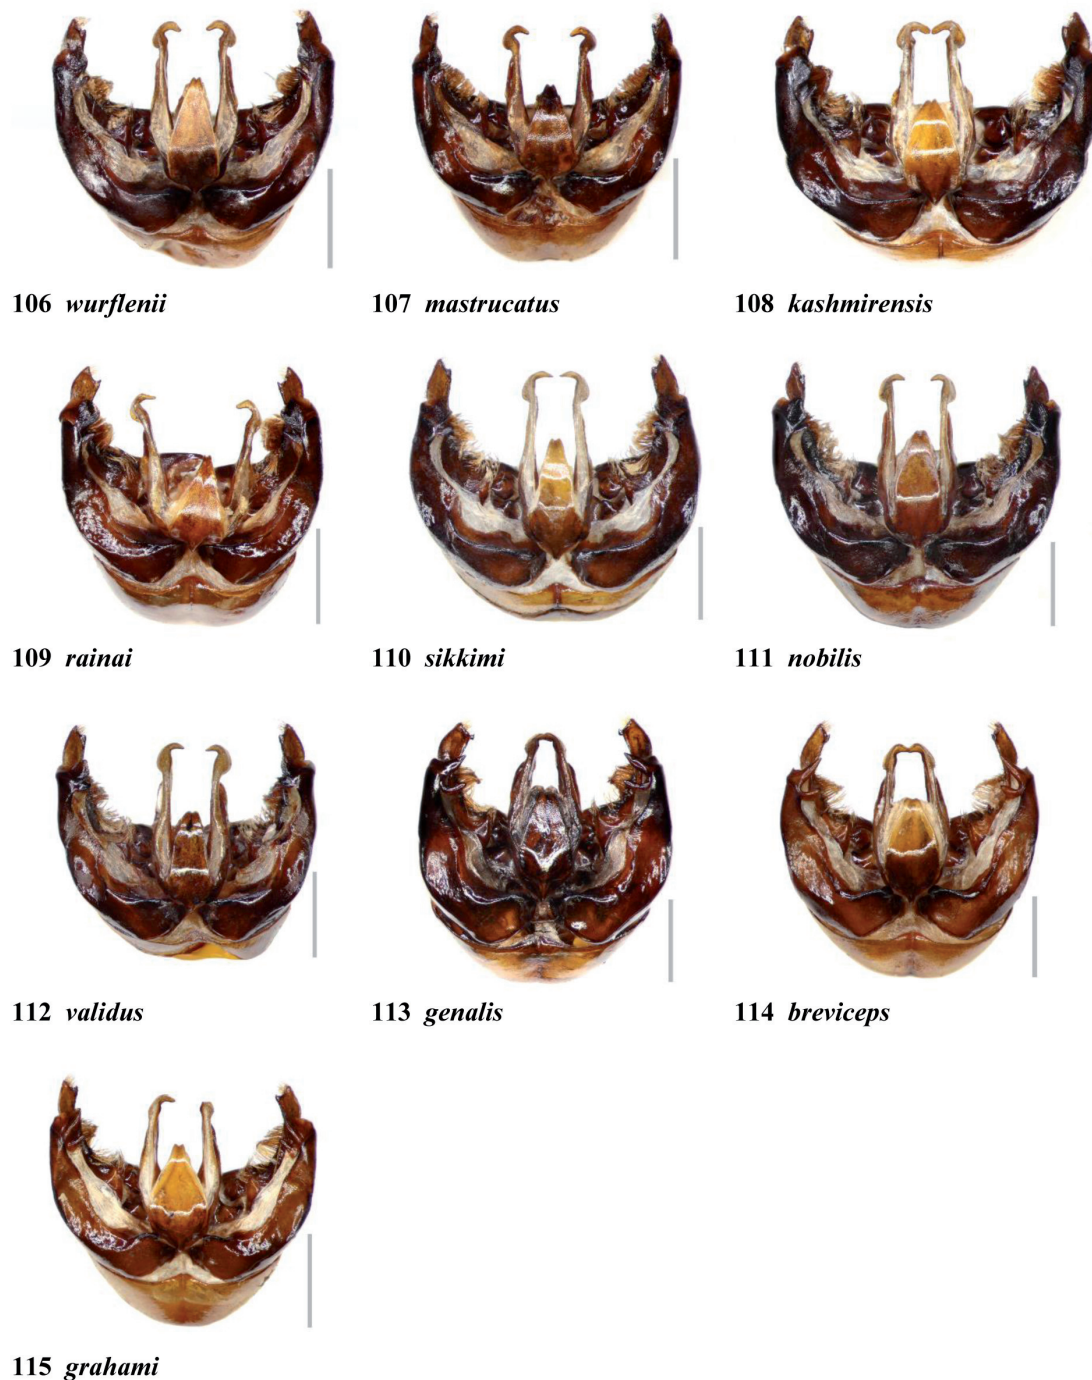 106 wurflenii
107 mastrucatus
108 kashmirensis
109 rainai
110 sikkimi
111 nobilis
112 validus
113 genalis
114 breviceps
115 grahami